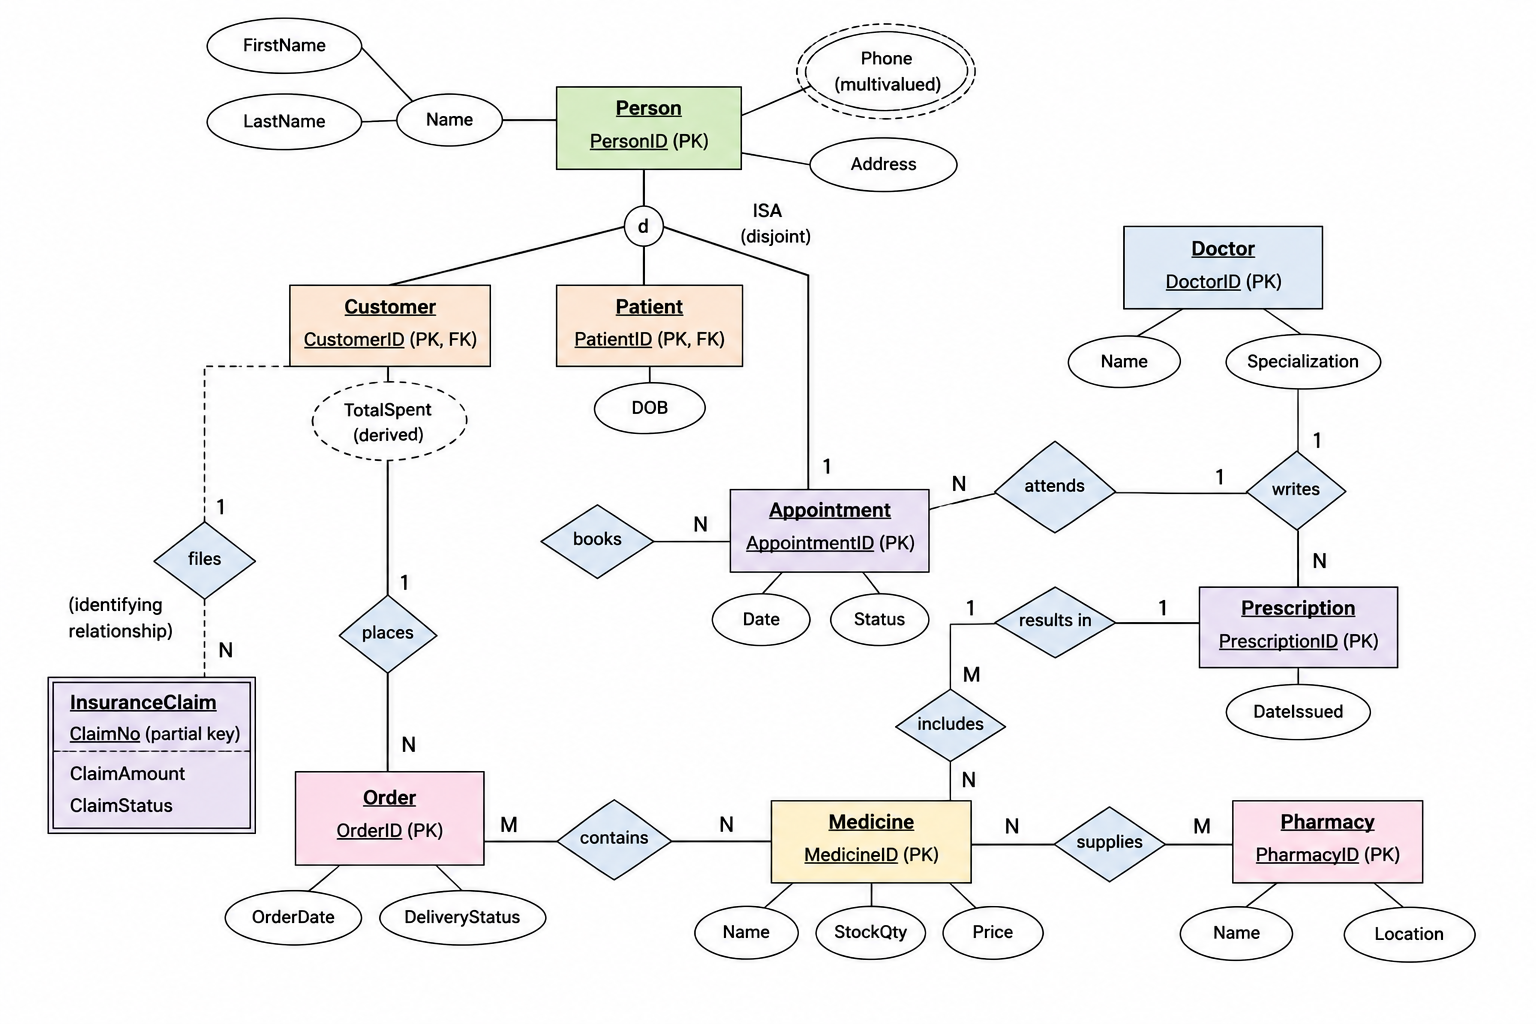 FirstName
LastName
Name
Person
PersonID (PK)
Phone
(multivalued)
Address
d
ISA
(disjoint)
Customer
CustomerID (PK, FK)
Patient
PatientID (PK, FK)
Doctor
DoctorID (PK)
Name
Specialization
TotalSpent
(derived)
DOB
1
1
N
attends
1
writes
1
files
Appointment
AppointmentID (PK)
books
N
N
(identifying
relationship)
N
1
places
Date
Status
1
results in
1
Prescription
PrescriptionID (PK)
M
includes
N
DateIssued
InsuranceClaim
ClaimNo (partial key)
ClaimAmount
ClaimStatus
N
Order
OrderID (PK)
M
contains
N
Medicine
MedicineID (PK)
N
supplies
M
Pharmacy
PharmacyID (PK)
OrderDate
DeliveryStatus
Name
StockQty
Price
Name
Location